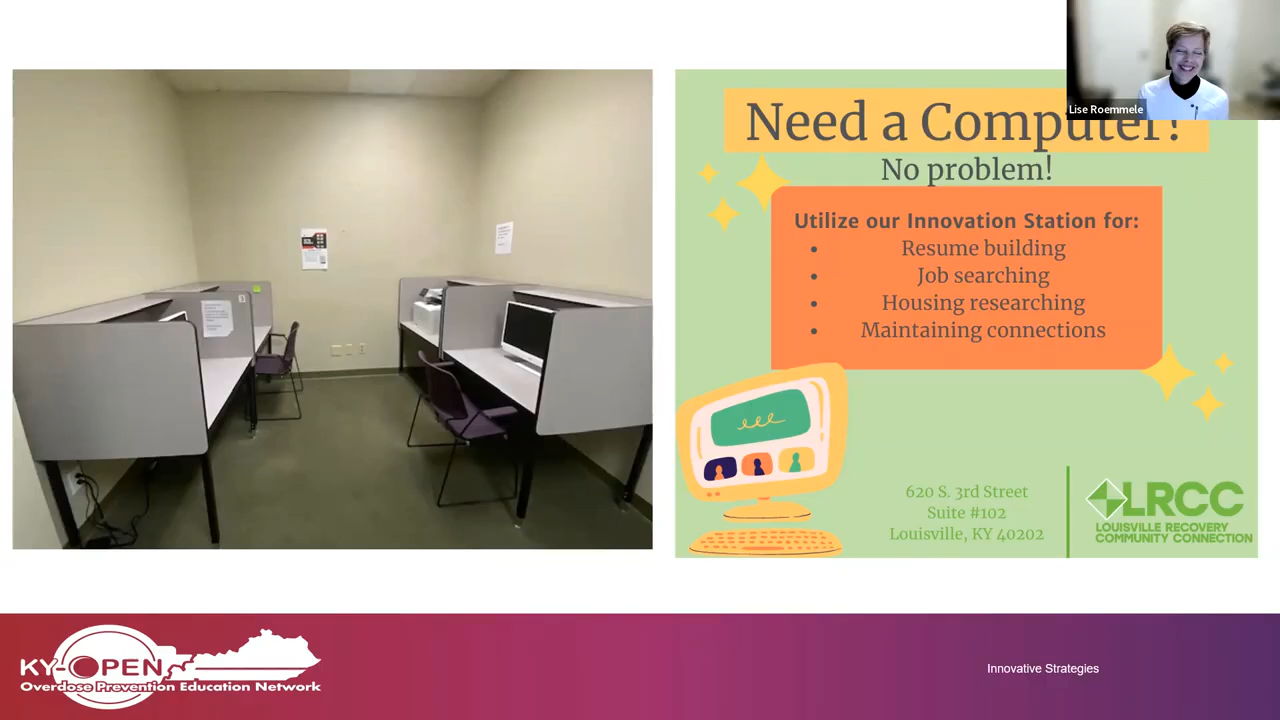 Lise Roemmele
Need a Computer?
No problem!
Utilize our Innovation Station for:
• Resume building
• Job searching
• Housing researching
• Maintaining connections
620 S. 3rd Street
Suite #102
Louisville, KY 40202
LRCC
LOUISVILLE RECOVERY
COMMUNITY CONNECTION
KY-OPEN
Overdose Prevention Education Network
Innovative Strategies